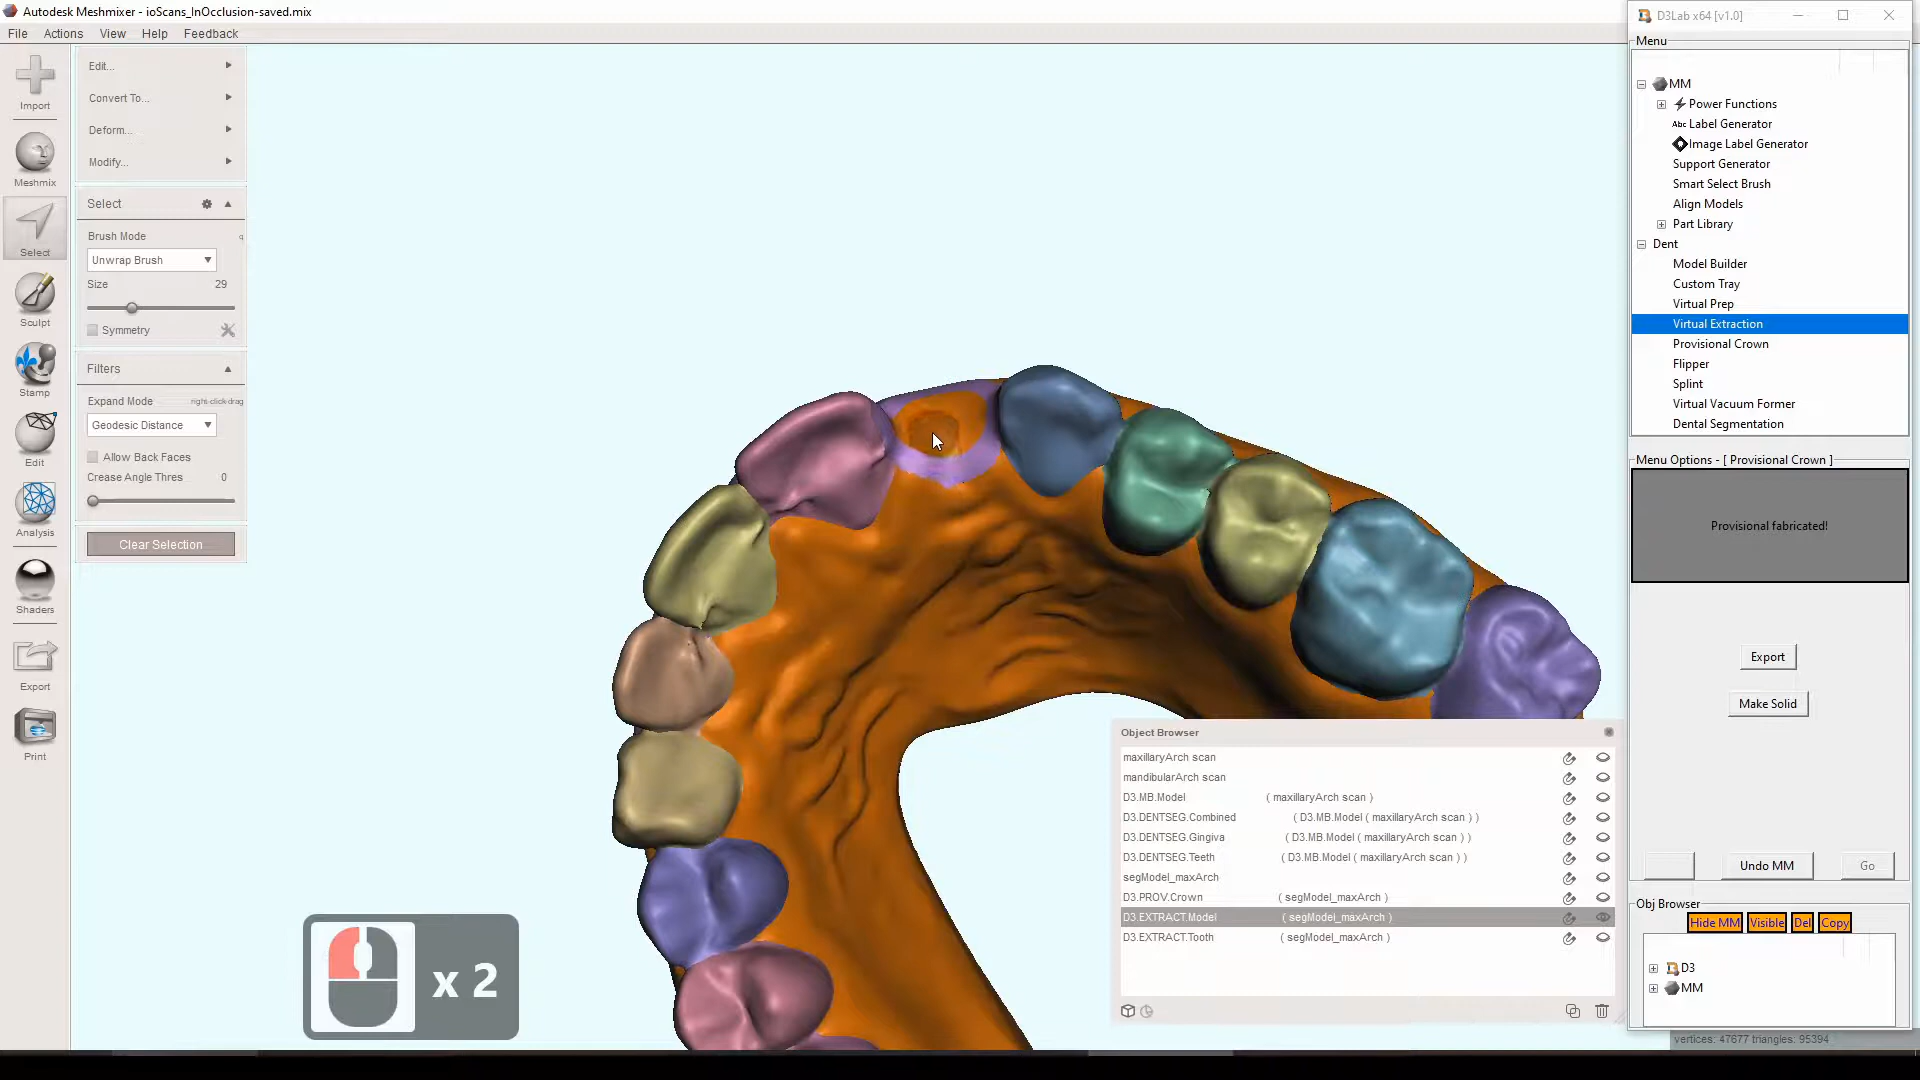 Autodesk Meshmixer - ioScans_InOcclusion-saved.mix
File Actions View Help Feedback
Import
Meshmix
Select
Sculpt
Stamp
Edit
Analysis
Shaders
Export
Print
Edit...
Convert To...
Deform...
Modify...
Select
Brush Mode
Unwrap Brush
Size 29
Symmetry
Filters
Expand Mode right-click drag
Geodesic Distance
Allow Back Faces
Crease Angle Thres 0
Clear Selection
x 2
Object Browser
maxillaryArch scan
mandibularArch scan
D3.MB.Model ( maxillaryArch scan )
D3.DENTSEG.Combined ( D3.MB.Model ( maxillaryArch scan ) )
D3.DENTSEG.Gingiva ( D3.MB.Model ( maxillaryArch scan ) )
D3.DENTSEG.Teeth ( D3.MB.Model ( maxillaryArch scan ) )
segModel_maxArch
D3.PROV.Crown ( segModel_maxArch )
D3.EXTRACT.Model ( segModel_maxArch )
D3.EXTRACT.Tooth ( segModel_maxArch )
D3Lab x64 [v1.0]
Menu
MM
Power Functions
Abc Label Generator
Image Label Generator
Support Generator
Smart Select Brush
Align Models
Part Library
Dent
Model Builder
Custom Tray
Virtual Prep
Virtual Extraction
Provisional Crown
Flipper
Splint
Virtual Vacuum Former
Dental Segmentation
Menu Options - [ Provisional Crown ]
Provisional fabricated!
Export
Make Solid
Undo MM Go
Obj Browser
Hide MM Visible Del Copy
D3
MM
vertices: 47677 triangles: 95394